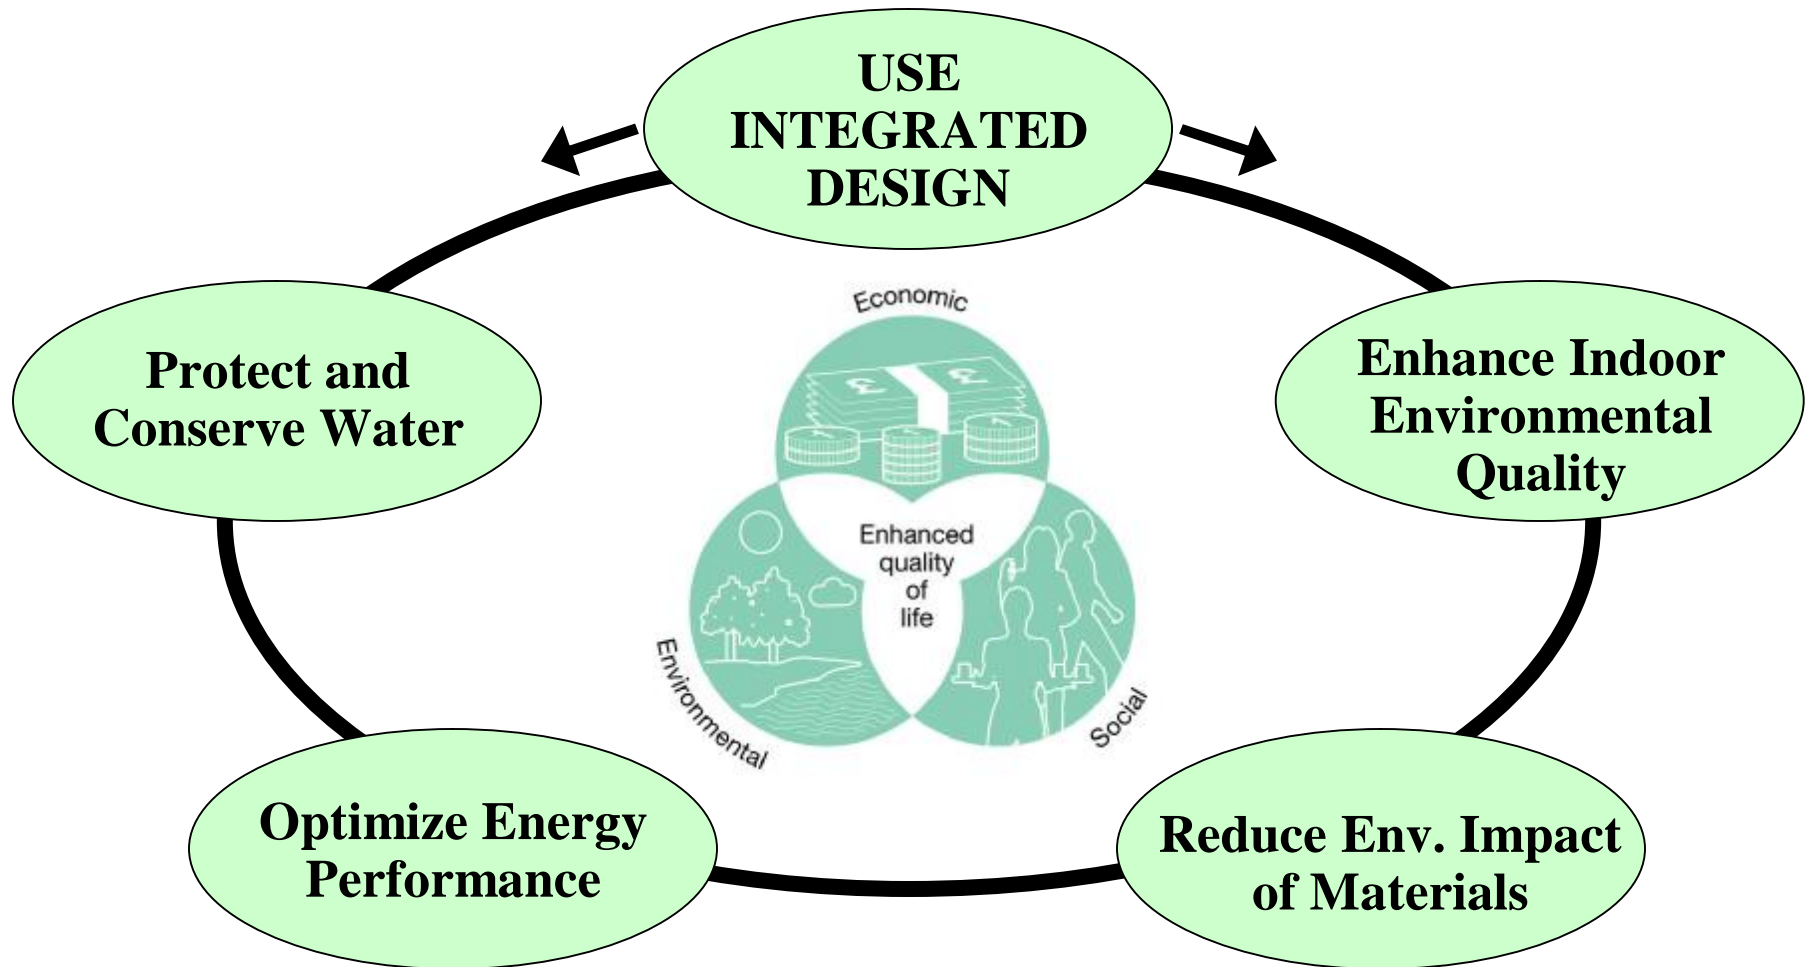 USE
INTEGRATED
DESIGN
Protect and
Conserve Water
Enhance Indoor
Environmental
Quality
Economic
£
£
Enhanced
quality
of
life
Environmental
Social
Optimize Energy
Performance
Reduce Env. Impact
of Materials